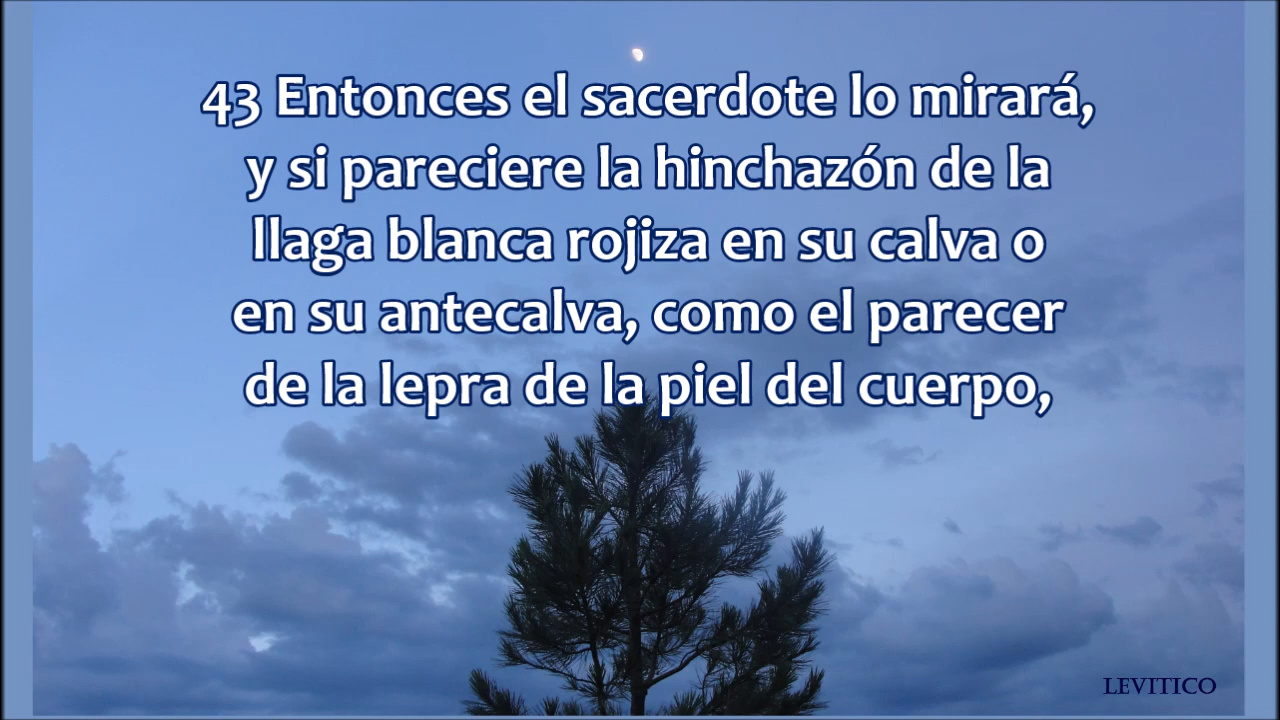 43 Entonces el sacerdote lo mirará,
y si pareciere la hinchazón de la
llaga blanca rojiza en su calva o
en su antecalva, como el parecer
de la lepra de la piel del cuerpo,
LEVITICO